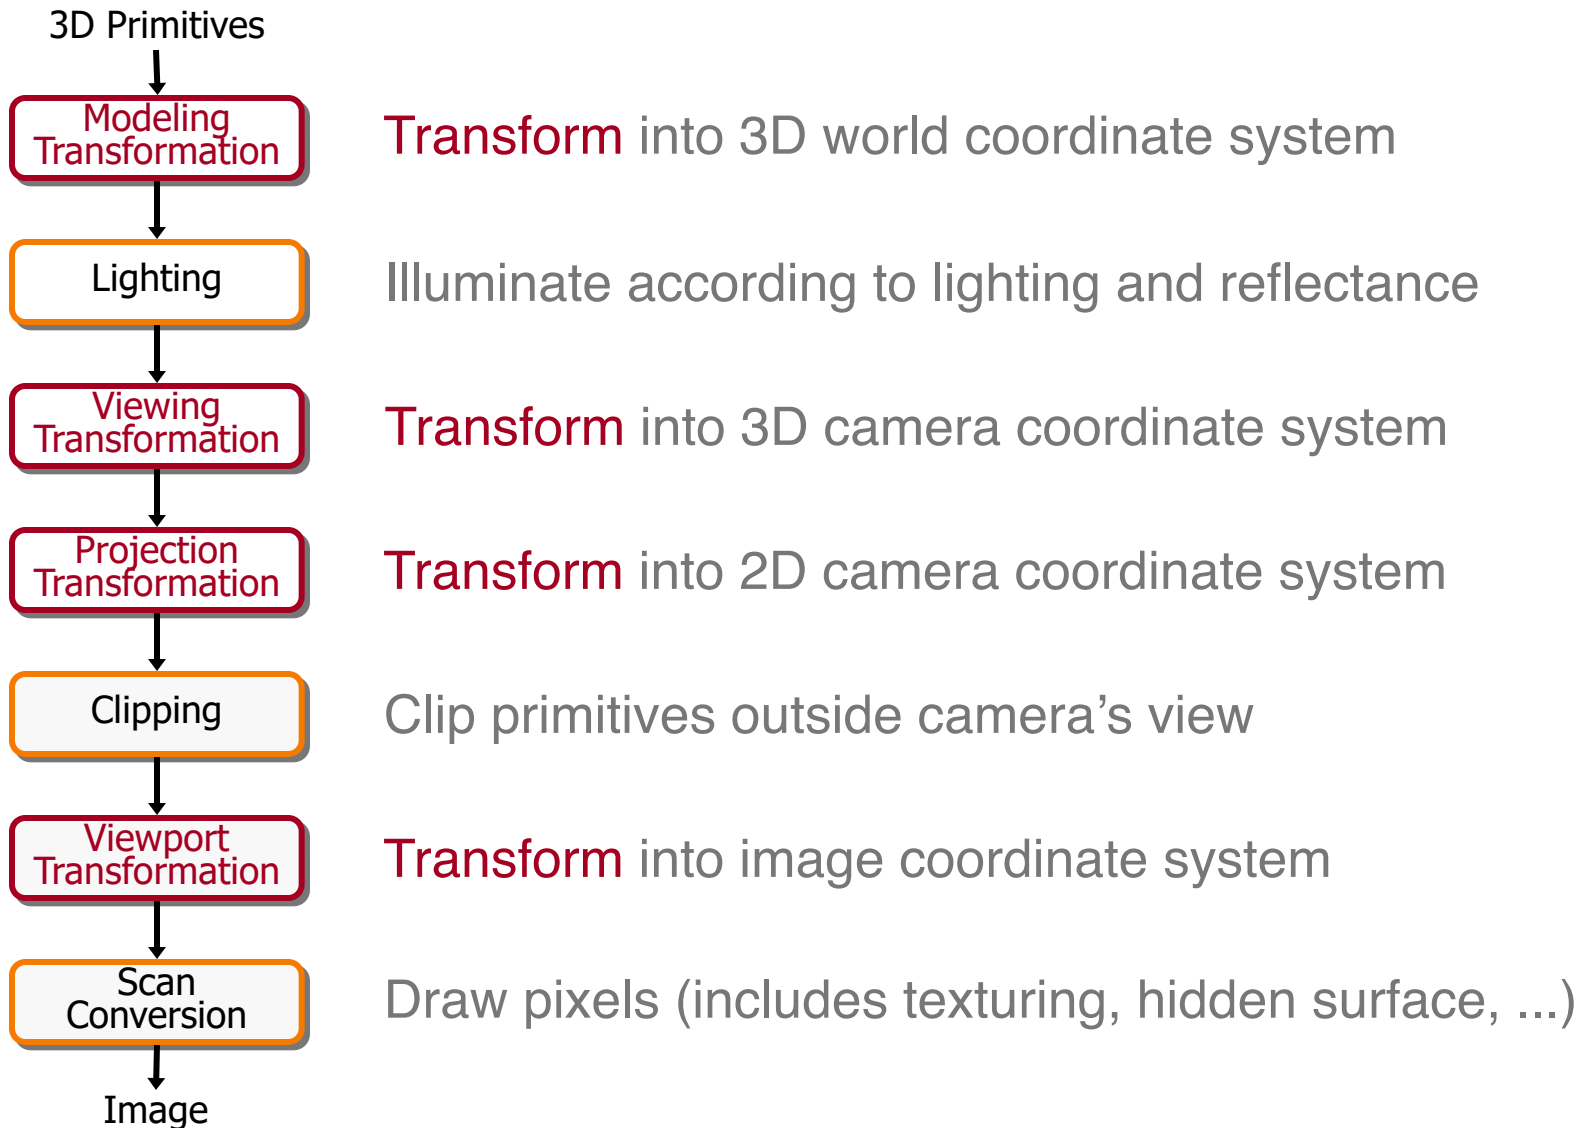 3D Primitives
Modeling
Transformation
Transform into 3D world coordinate system
Lighting
Illuminate according to lighting and reflectance
Viewing
Transformation
Transform into 3D camera coordinate system
Projection
Transformation
Transform into 2D camera coordinate system
Clipping
Clip primitives outside camera’s view
Viewport
Transformation
Transform into image coordinate system
Scan
Conversion
Draw pixels (includes texturing, hidden surface, ...)
Image